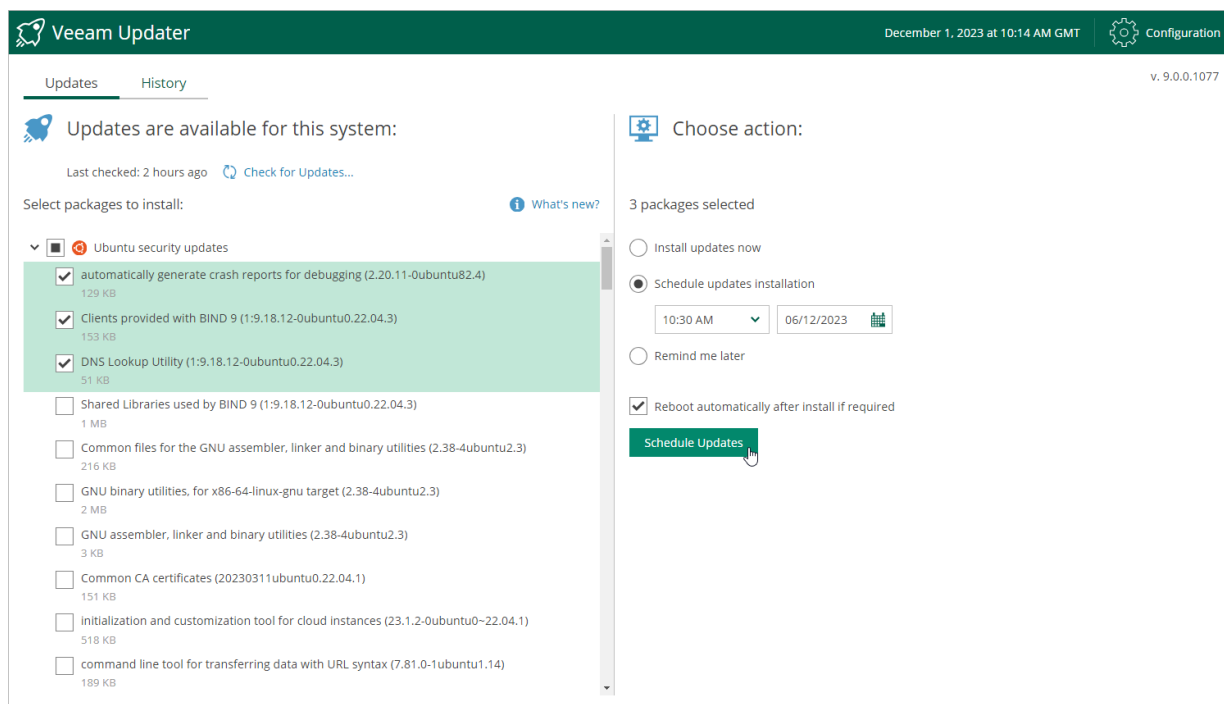 Veeam Updater
December 1, 2023 at 10:14 AM GMT
Configuration
Updates
History
v. 9.0.0.1077
Updates are available for this system:
Last checked: 2 hours ago
Check for Updates...
Select packages to install:
What's new?
Ubuntu security updates
automatically generate crash reports for debugging (2.20.11-0ubuntu82.4)
129 KB
Clients provided with BIND 9 (1:9.18.12-0ubuntu0.22.04.3)
153 KB
DNS Lookup Utility (1:9.18.12-0ubuntu0.22.04.3)
51 KB
Shared Libraries used by BIND 9 (1:9.18.12-0ubuntu0.22.04.3)
1 MB
Common files for the GNU assembler, linker and binary utilities (2.38-4ubuntu2.3)
216 KB
GNU binary utilities, for x86-64-linux-gnu target (2.38-4ubuntu2.3)
2 MB
GNU assembler, linker and binary utilities (2.38-4ubuntu2.3)
3 KB
Common CA certificates (20230311ubuntu0.22.04.1)
151 KB
initialization and customization tool for cloud instances (23.1.2-0ubuntu0~22.04.1)
518 KB
command line tool for transferring data with URL syntax (7.81.0-1ubuntu1.14)
189 KB
Choose action:
3 packages selected
Install updates now
Schedule updates installation
10:30 AM
06/12/2023
Remind me later
Reboot automatically after install if required
Schedule Updates